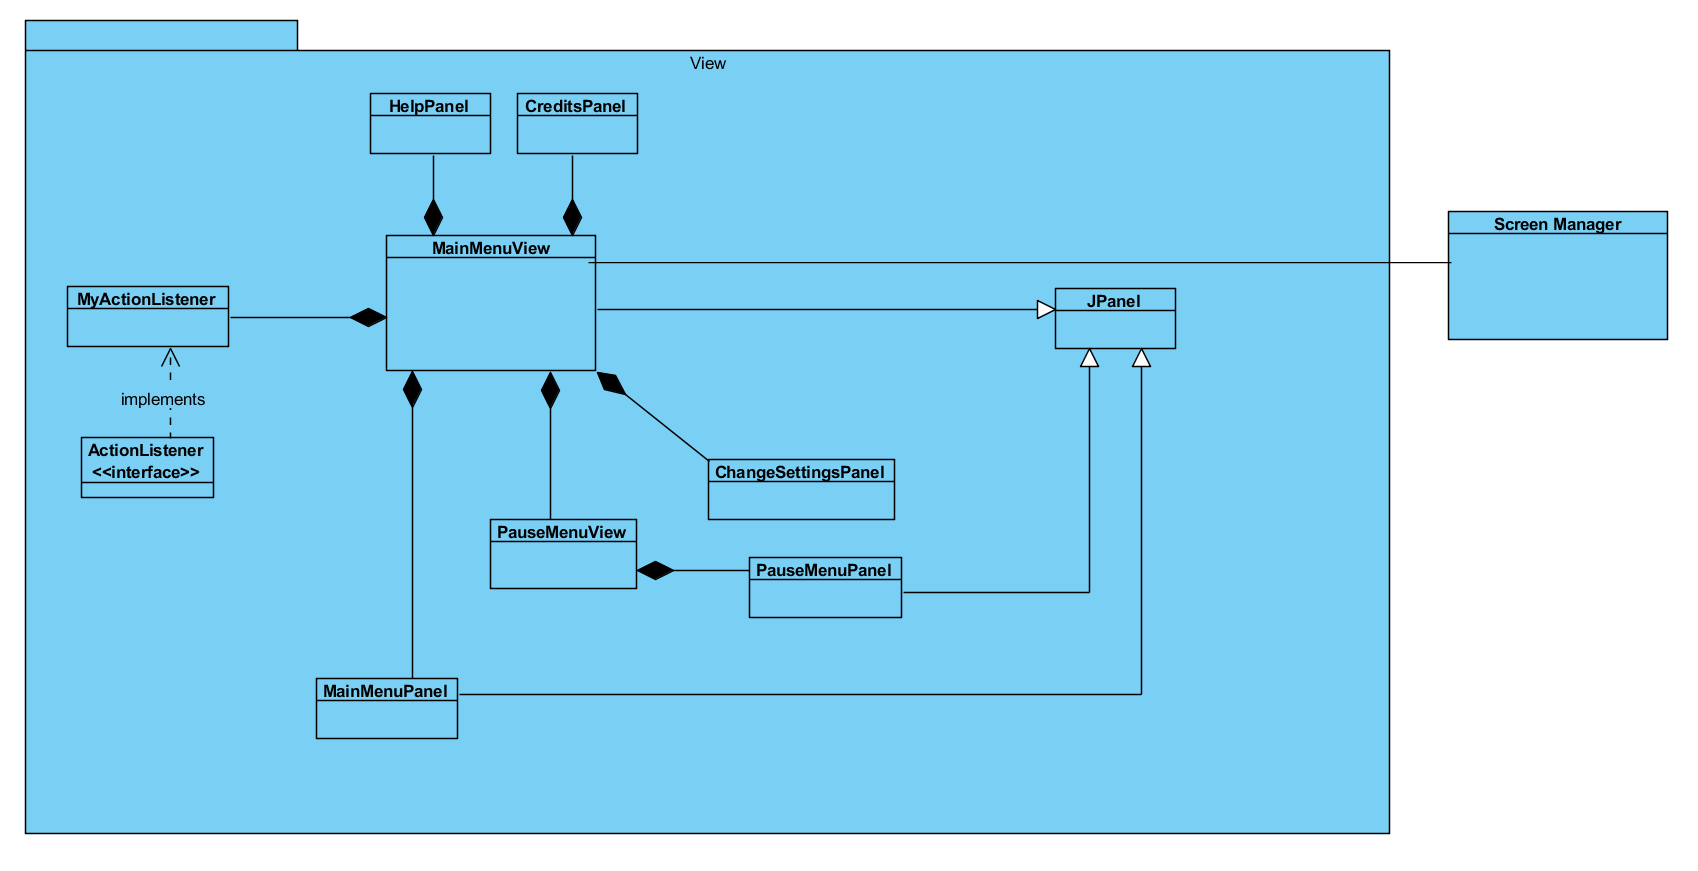 View
HelpPanel
CreditsPanel
Screen Manager
MainMenuView
MyActionListener
JPanel
implements
ActionListener
<<interface>>
ChangeSettingsPanel
PauseMenuView
PauseMenuPanel
MainMenuPanel